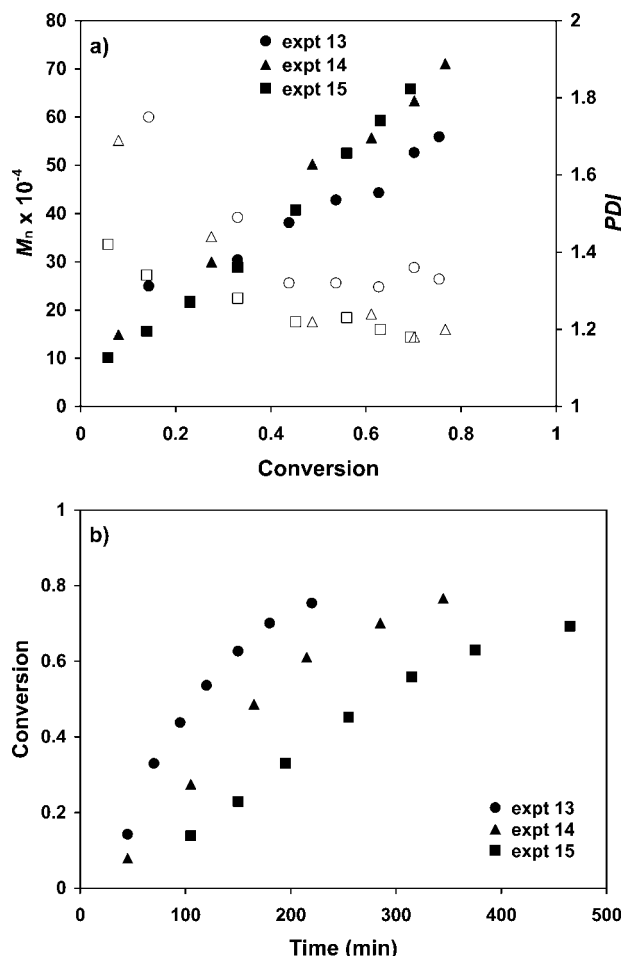 a)
expt 13
expt 14
expt 15
80
70
60
50
40
30
20
10
0
Mn x 10-4
2
1.8
1.6
1.4
1.2
1
PDI
0 0.2 0.4 0.6 0.8 1
Conversion
b)
1
0.8
0.6
0.4
0.2
0
Conversion
expt 13
expt 14
expt 15
0 100 200 300 400 500
Time (min)